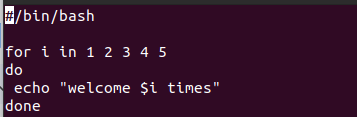 #/bin/bash
for i in 1 2 3 4 5
do
echo "welcome $i times"
done